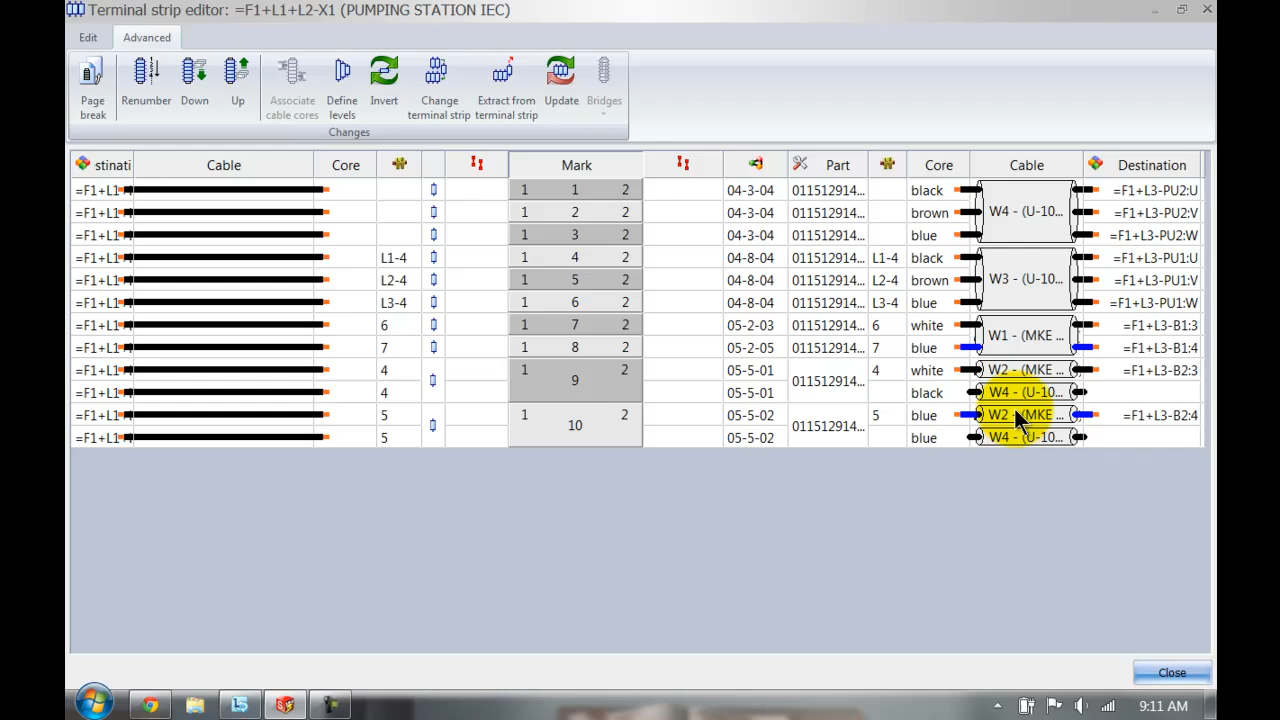 Terminal strip editor: =F1+L1+L2-X1 (PUMPING STATION IEC)
Edit Advanced
Page break Renumber Down Up Associate cable cores Define levels Invert Change terminal strip Extract from terminal strip Update Bridges
Changes
stinati Cable Core Mark Part Core Cable Destination
=F1+L1 1 1 2 04-3-04 011512914... black =F1+L3-PU2:U
=F1+L1 1 2 2 04-3-04 011512914... brown W4 - (U-10... =F1+L3-PU2:V
=F1+L1 1 3 2 04-3-04 011512914... blue =F1+L3-PU2:W
=F1+L1 L1-4 1 4 2 04-8-04 011512914... L1-4 black =F1+L3-PU1:U
=F1+L1 L2-4 1 5 2 04-8-04 011512914... L2-4 brown W3 - (U-10... =F1+L3-PU1:V
=F1+L1 L3-4 1 6 2 04-8-04 011512914... L3-4 blue =F1+L3-PU1:W
=F1+L1 6 1 7 2 05-2-03 011512914... 6 white W1 - (MKE ... =F1+L3-B1:3
=F1+L1 7 1 8 2 05-2-05 011512914... 7 blue =F1+L3-B1:4
=F1+L1 4 1 9 2 05-5-01 011512914... 4 white W2 - (MKE ... =F1+L3-B2:3
=F1+L1 4 05-5-01 black W4 - (U-10...
=F1+L1 5 1 10 2 05-5-02 011512914... 5 blue W2 - (MKE ... =F1+L3-B2:4
=F1+L1 5 05-5-02 blue W4 - (U-10...
Close
9:11 AM